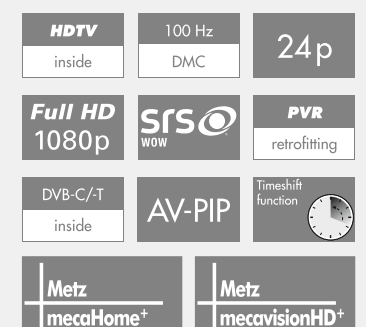 HDTV
inside
100 Hz
DMC
24p
Full HD
1080p
SRS
WOW
PVR
retrofitting
DVB-C/-T
inside
AV-PIP
Timeshift
function
Metz
mecaHome+
Metz
mecavisionHD+